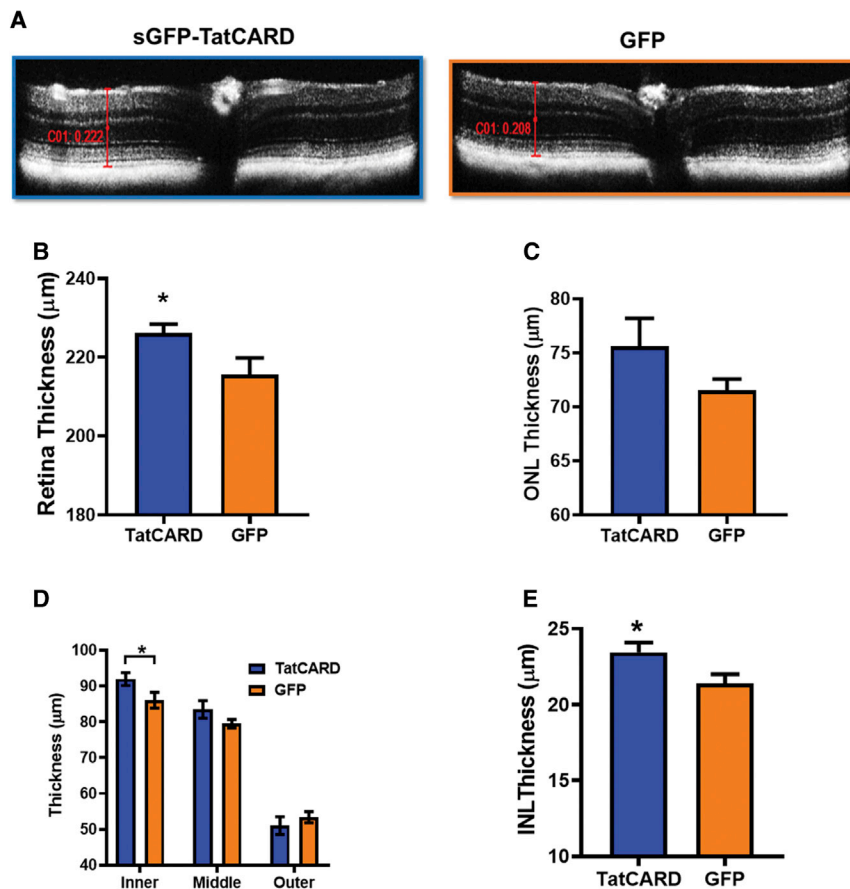 A
sGFP-TatCARD
GFP
C01: 0.222
C01: 0.208
B
Retina Thickness (μm)
240
220
200
180
*
TatCARD
GFP
C
ONL Thickness (μm)
80
75
70
65
60
TatCARD
GFP
D
Thickness (μm)
100
90
80
70
60
50
40
*
TatCARD
GFP
Inner
Middle
Outer
E
INLThickness (μm)
25
20
15
10
*
TatCARD
GFP